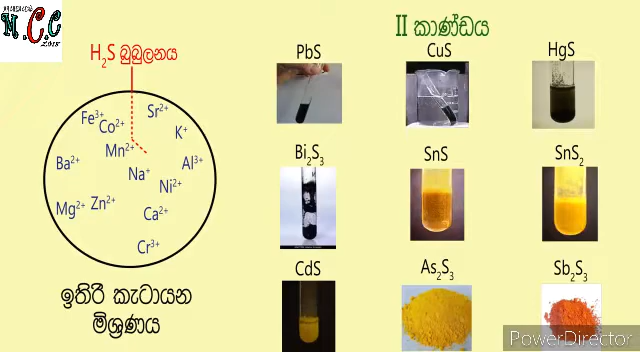 M.C.C
2018
H₂S බුබුලනය
Fe³⁺
Co²⁺
Sr²⁺
K⁺
Mn²⁺
Ba²⁺
Na⁺
Al³⁺
Ni²⁺
Mg²⁺
Zn²⁺
Ca²⁺
Cr³⁺
ඉතිරි කැටායන
මිශ්‍රණය
II කාණ්ඩය
PbS
CuS
HgS
Bi₂S₃
SnS
SnS₂
CdS
As₂S₃
Sb₂S₃
PowerDirector